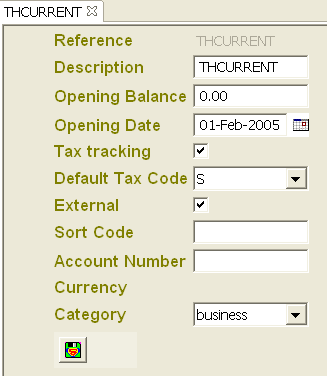 THCURRENT
Reference THCURRENT
Description THCURRENT
Opening Balance 0.00
Opening Date 01-Feb-2005
Tax tracking
Default Tax Code S
External
Sort Code
Account Number
Currency
Category business